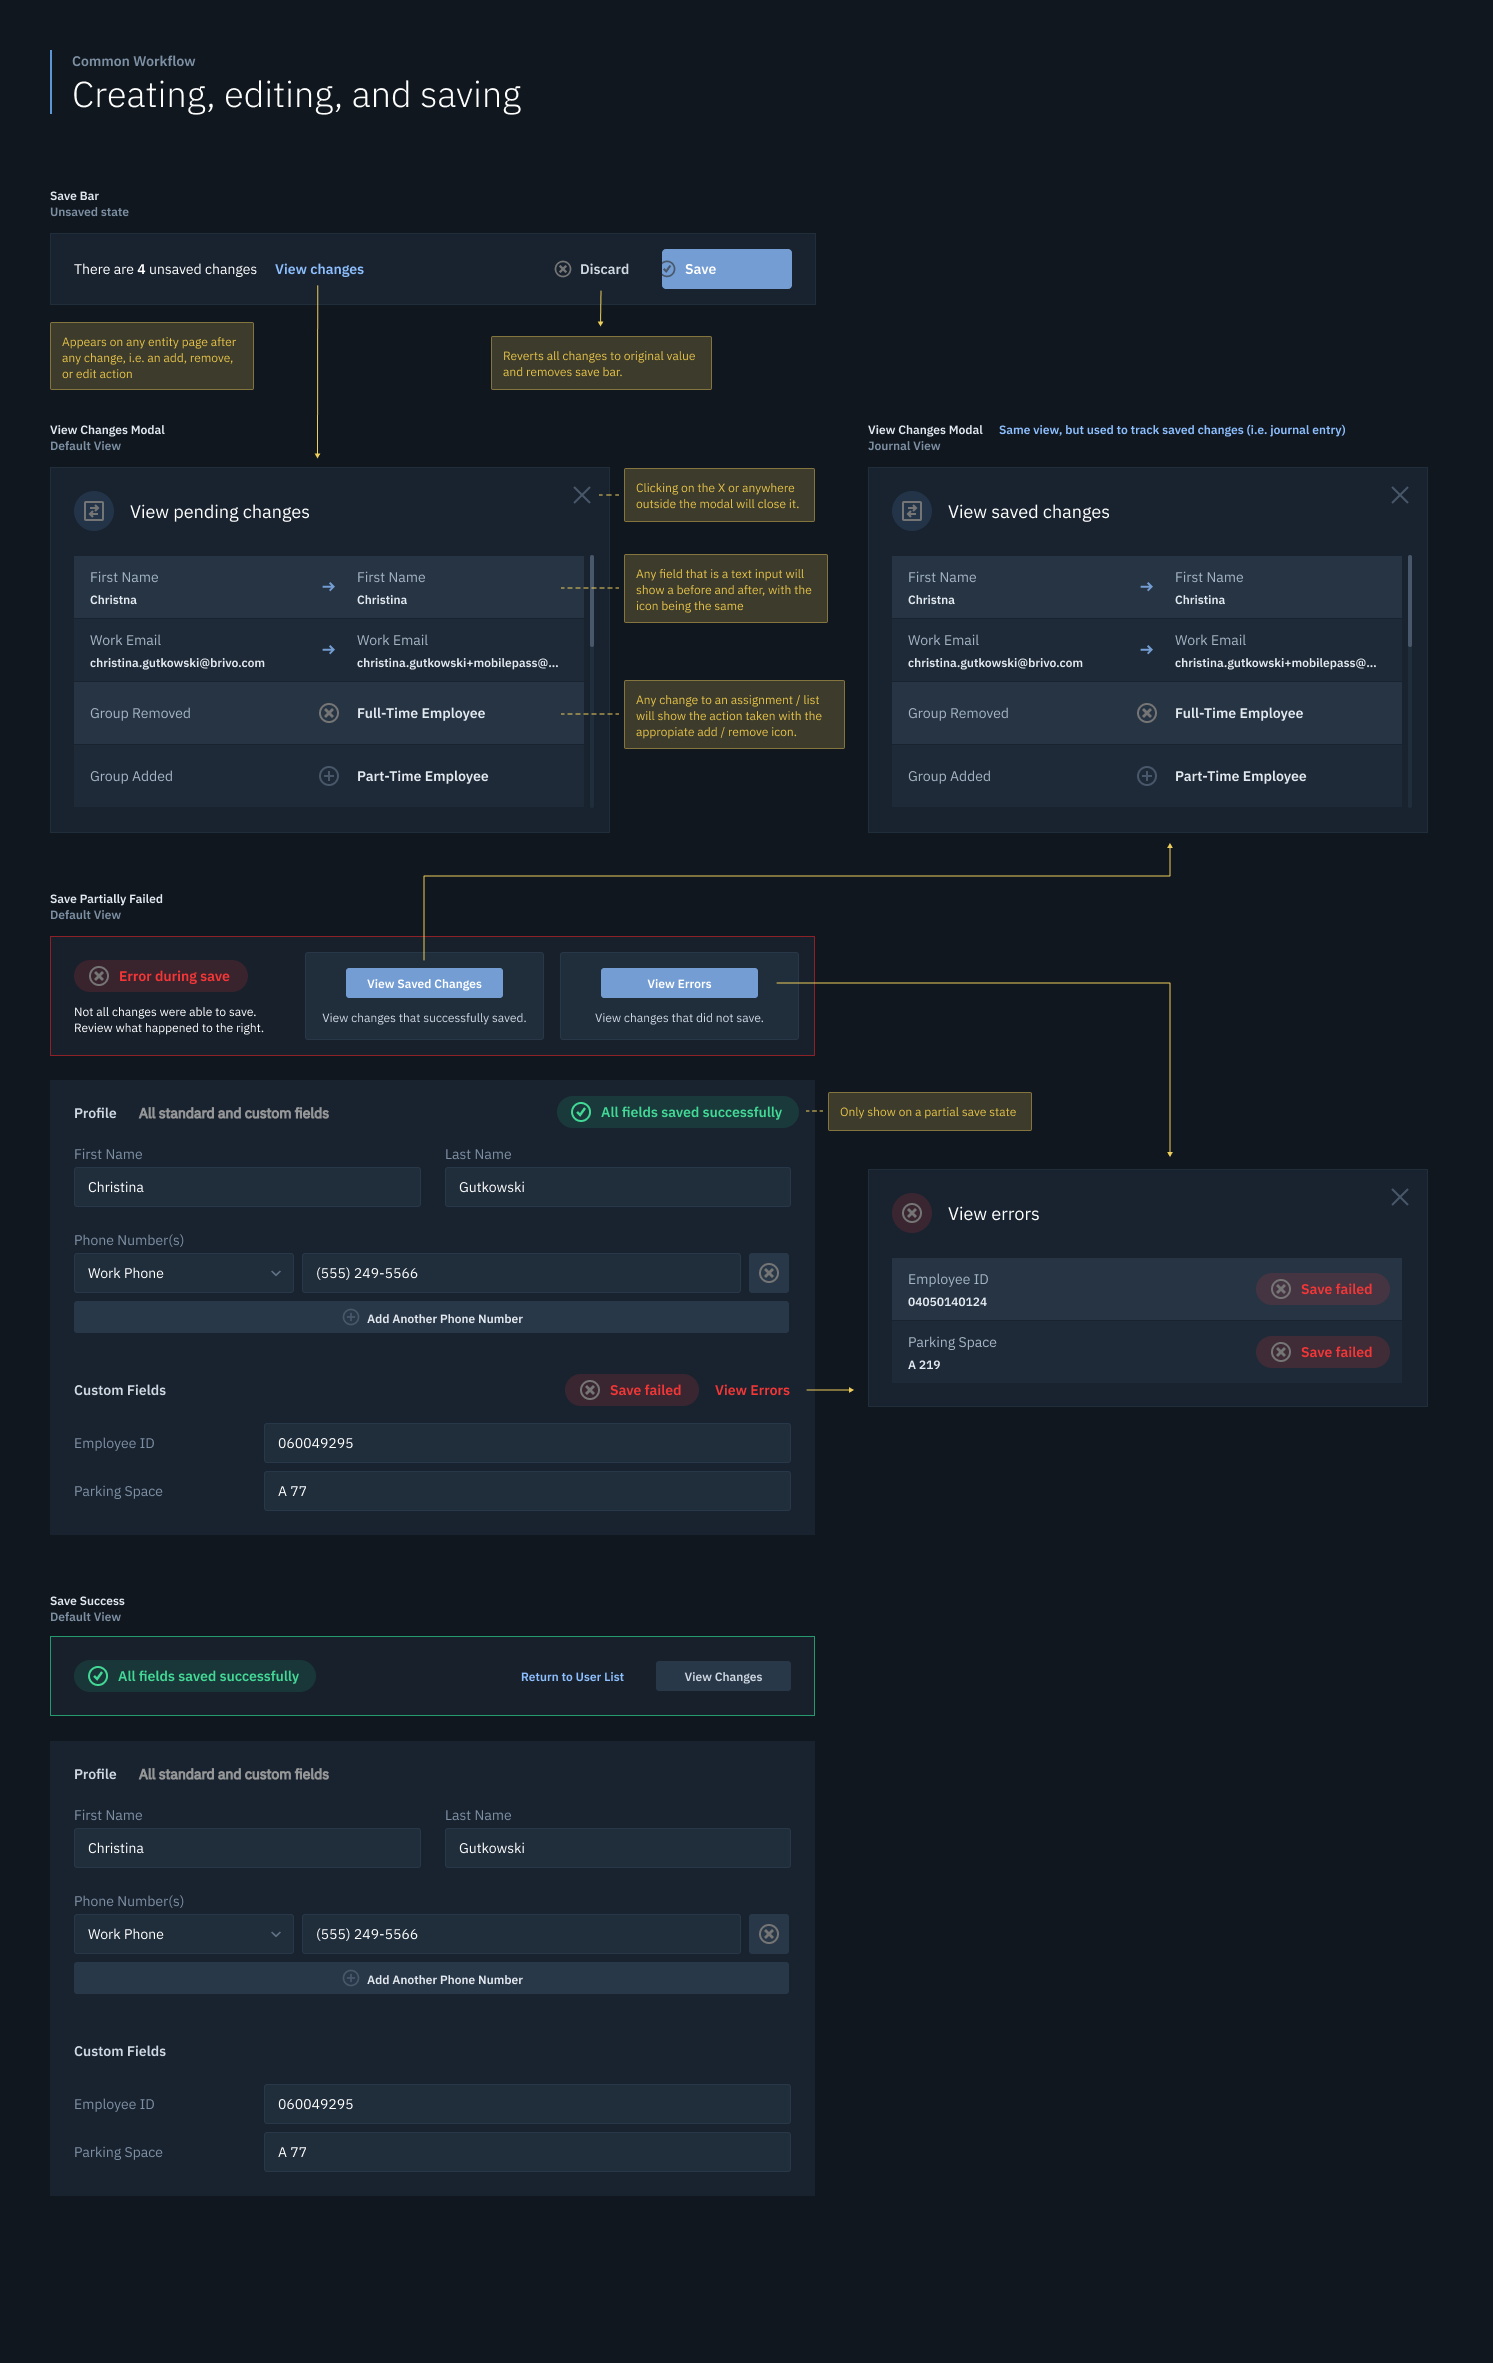 Common Workflow
Creating, editing, and saving
Save Bar
Unsaved state
There are 4 unsaved changes View changes Discard Save
Appears on any entity page after
any change, i.e. an add, remove,
or edit action
Reverts all changes to original value
and removes save bar.
View Changes Modal
Default View
View pending changes
First Name First Name
Christna Christina
Work Email Work Email
christina.gutkowski@brivo.com christina.gutkowski+mobilepass@...
Group Removed Full-Time Employee
Group Added Part-Time Employee
Clicking on the X or anywhere
outside the modal will close it.
Any field that is a text input will
show a before and after, with the
icon being the same
Any change to an assignment / list
will show the action taken with the
appropiate add / remove icon.
View Changes Modal Same view, but used to track saved changes (i.e. journal entry)
Journal View
View saved changes
First Name First Name
Christna Christina
Work Email Work Email
christina.gutkowski@brivo.com christina.gutkowski+mobilepass@...
Group Removed Full-Time Employee
Group Added Part-Time Employee
Save Partially Failed
Default View
Error during save
Not all changes were able to save.
Review what happened to the right.
View Saved Changes
View changes that successfully saved.
View Errors
View changes that did not save.
Profile All standard and custom fields All fields saved successfully
Only show on a partial save state
First Name Last Name
Christina Gutkowski
Phone Number(s)
Work Phone (555) 249-5566
Add Another Phone Number
Custom Fields Save failed View Errors
Employee ID 060049295
Parking Space A 77
View errors
Employee ID
04050140124
Save failed
Parking Space
A 219
Save failed
Save Success
Default View
All fields saved successfully Return to User List View Changes
Profile All standard and custom fields
First Name Last Name
Christina Gutkowski
Phone Number(s)
Work Phone (555) 249-5566
Add Another Phone Number
Custom Fields
Employee ID 060049295
Parking Space A 77